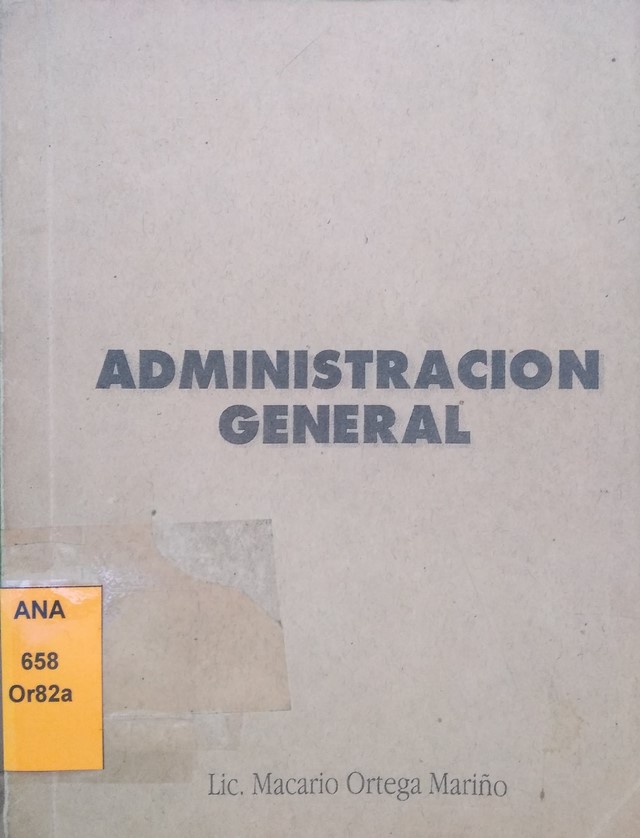 ADMINISTRACION
GENERAL
ANA
658
Or82a
Lic. Macario Ortega Mariño